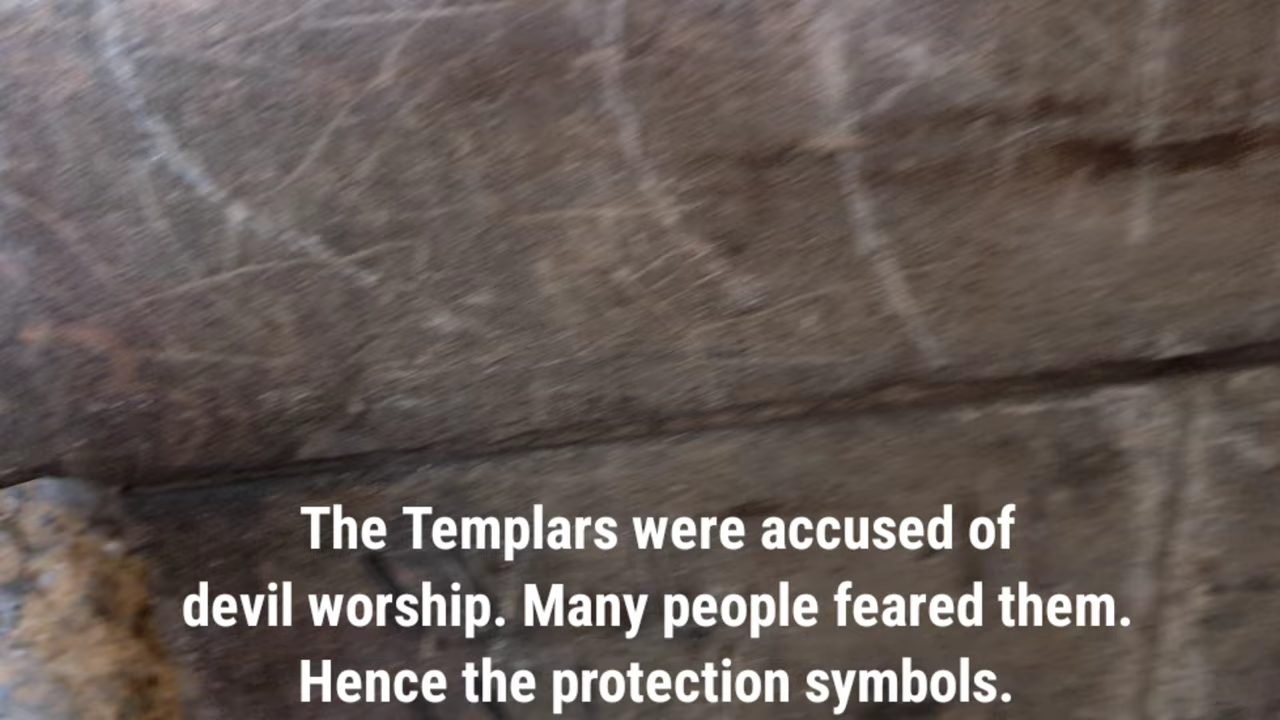 The Templars were accused of
devil worship. Many people feared them.
Hence the protection symbols.